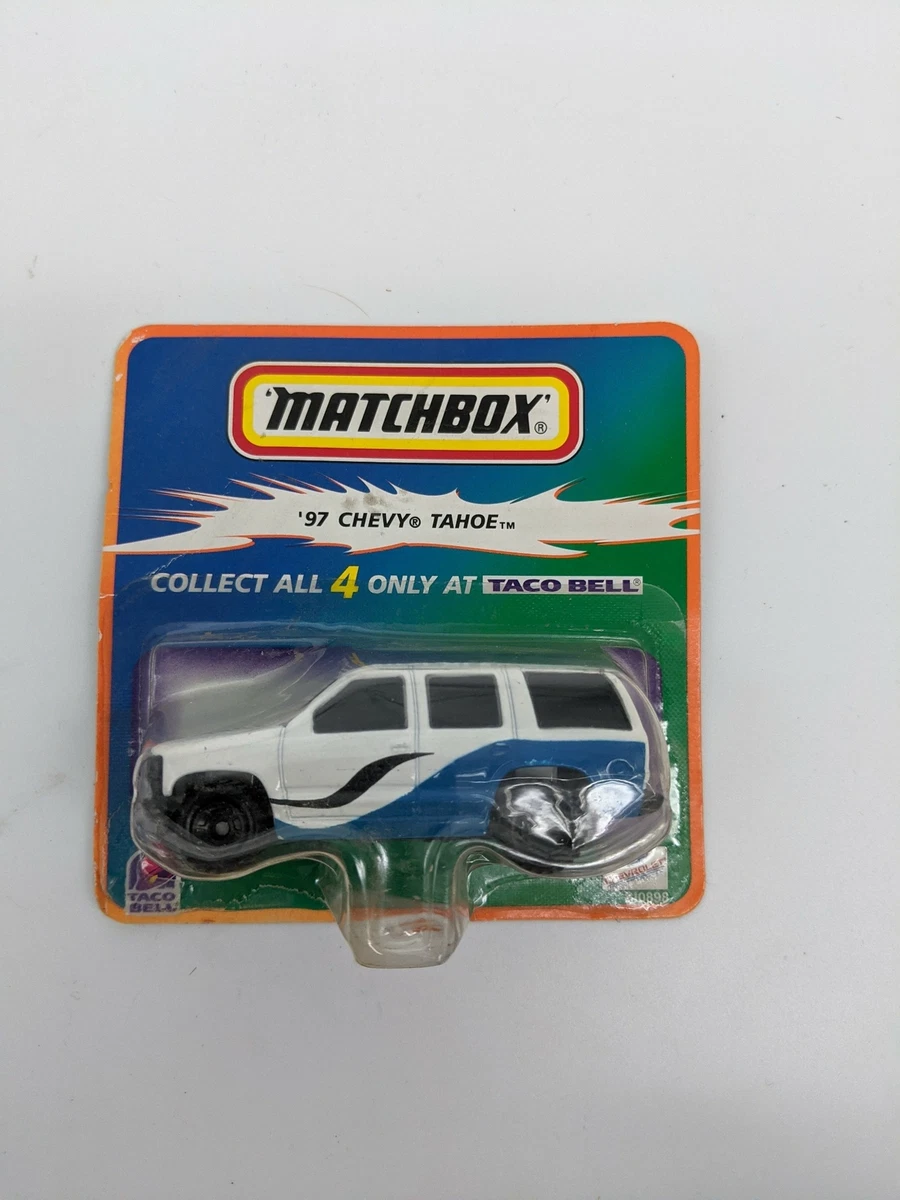 'MATCHBOX'®
'97 CHEVY® TAHOE™
COLLECT ALL 4 ONLY AT TACO BELL®
TACO
BELL